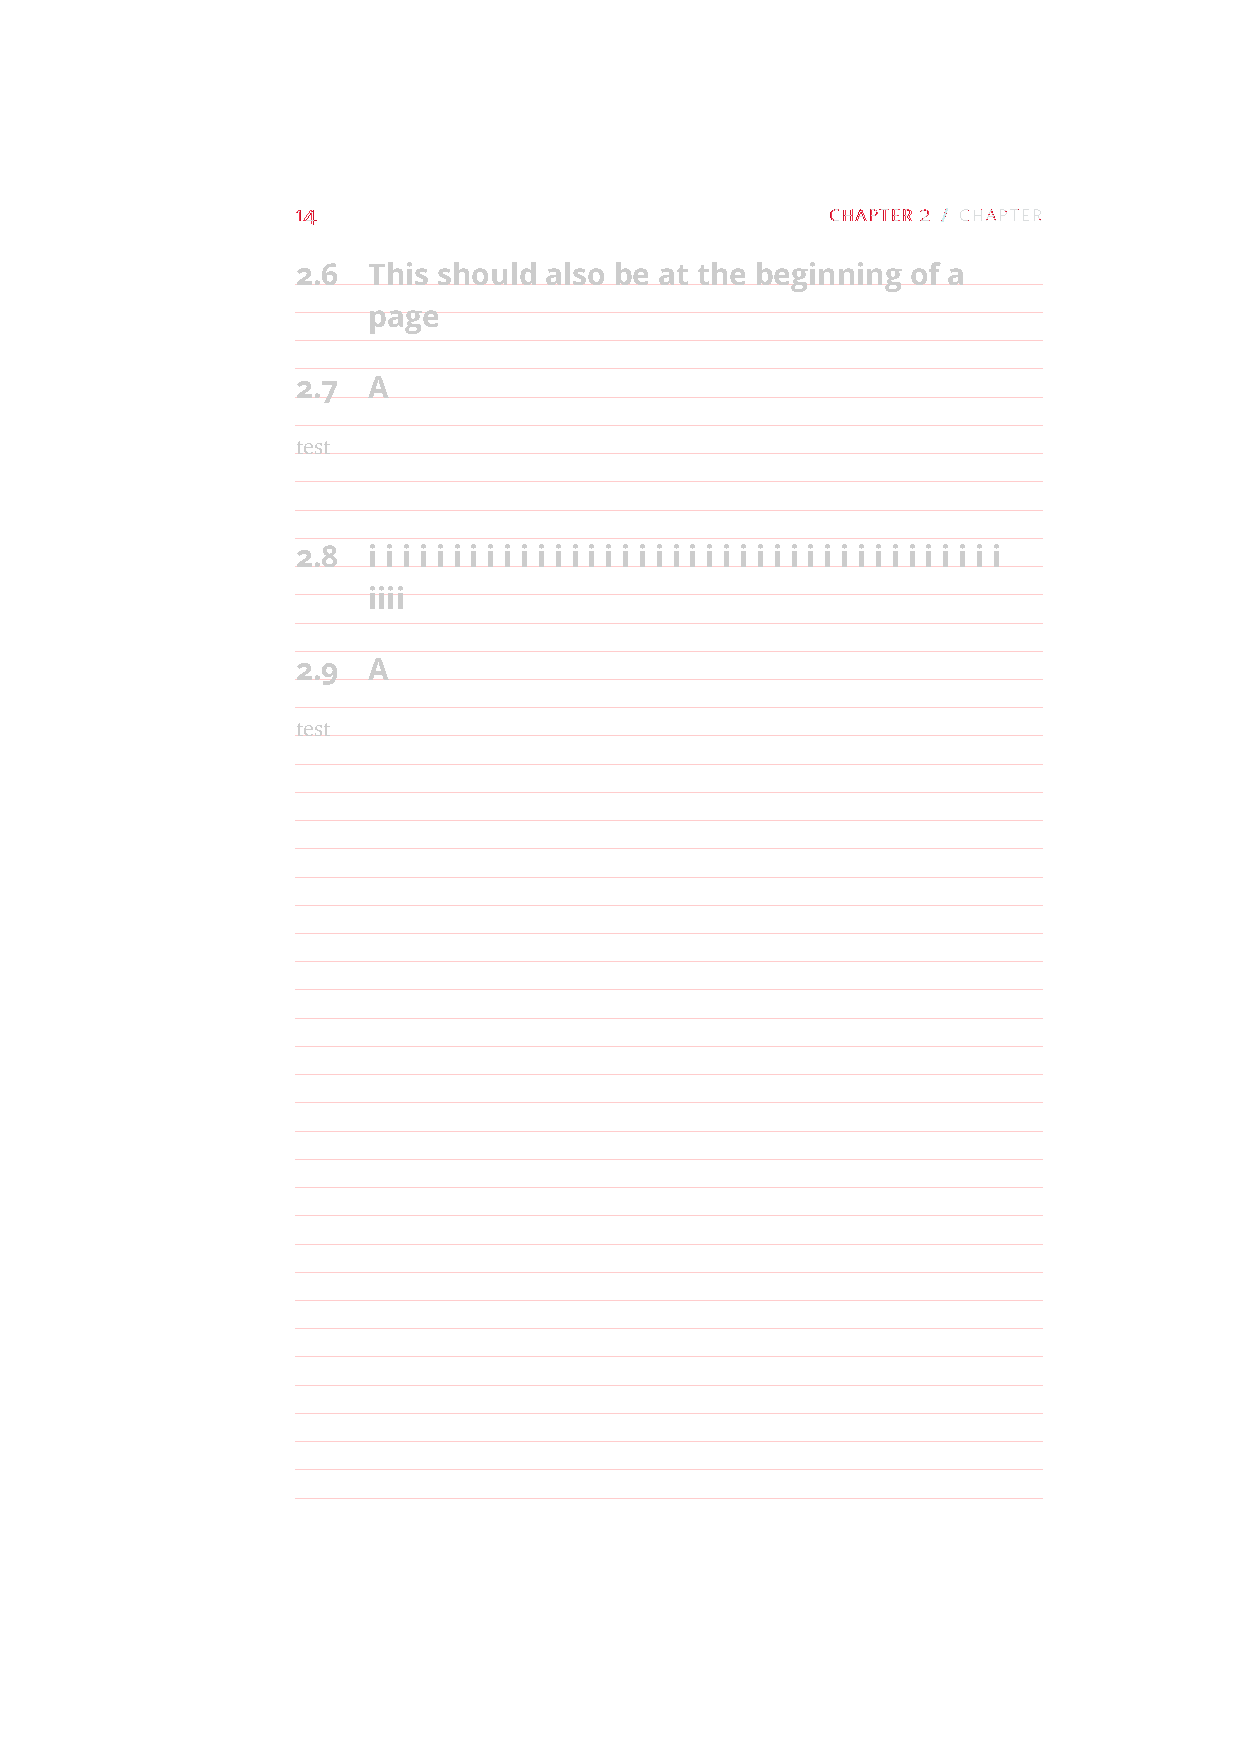 14 CHAPTER 2 / CHAPTER
2.6 This should also be at the beginning of a
page
2.7 A
test
2.8 i i i i i i i i i i i i i i i i i i i i i i i i i i i i i i i i i i i i i i
iiii
2.9 A
test